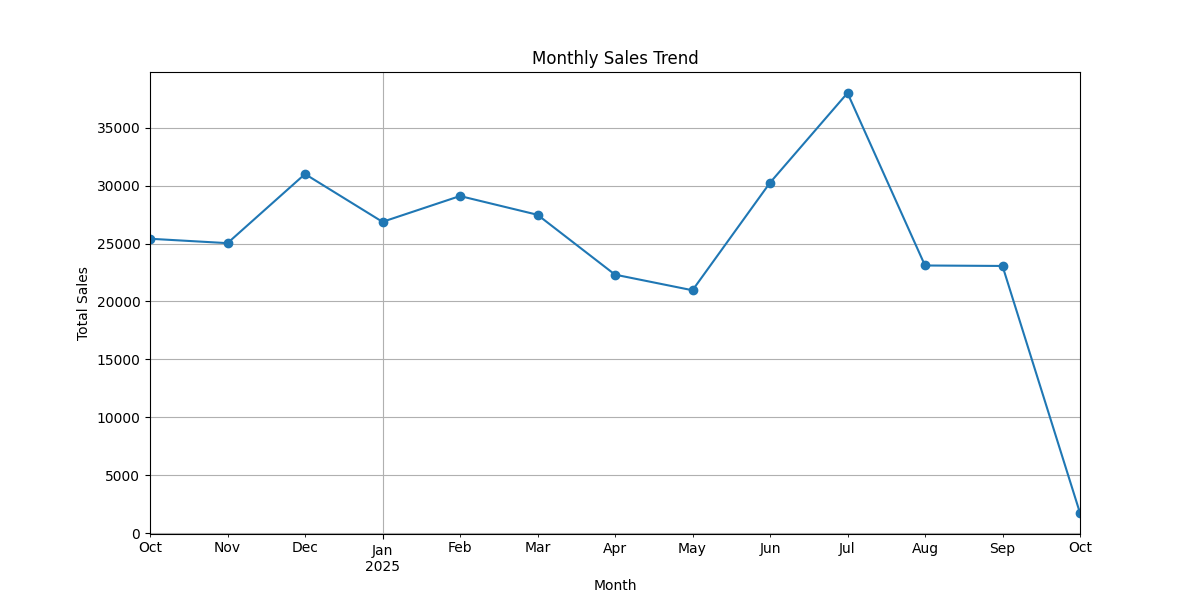 Monthly Sales Trend
35000
30000
25000
20000
15000
10000
5000
0
Total Sales
Oct Nov Dec Jan Feb Mar Apr May Jun Jul Aug Sep Oct
2025
Month